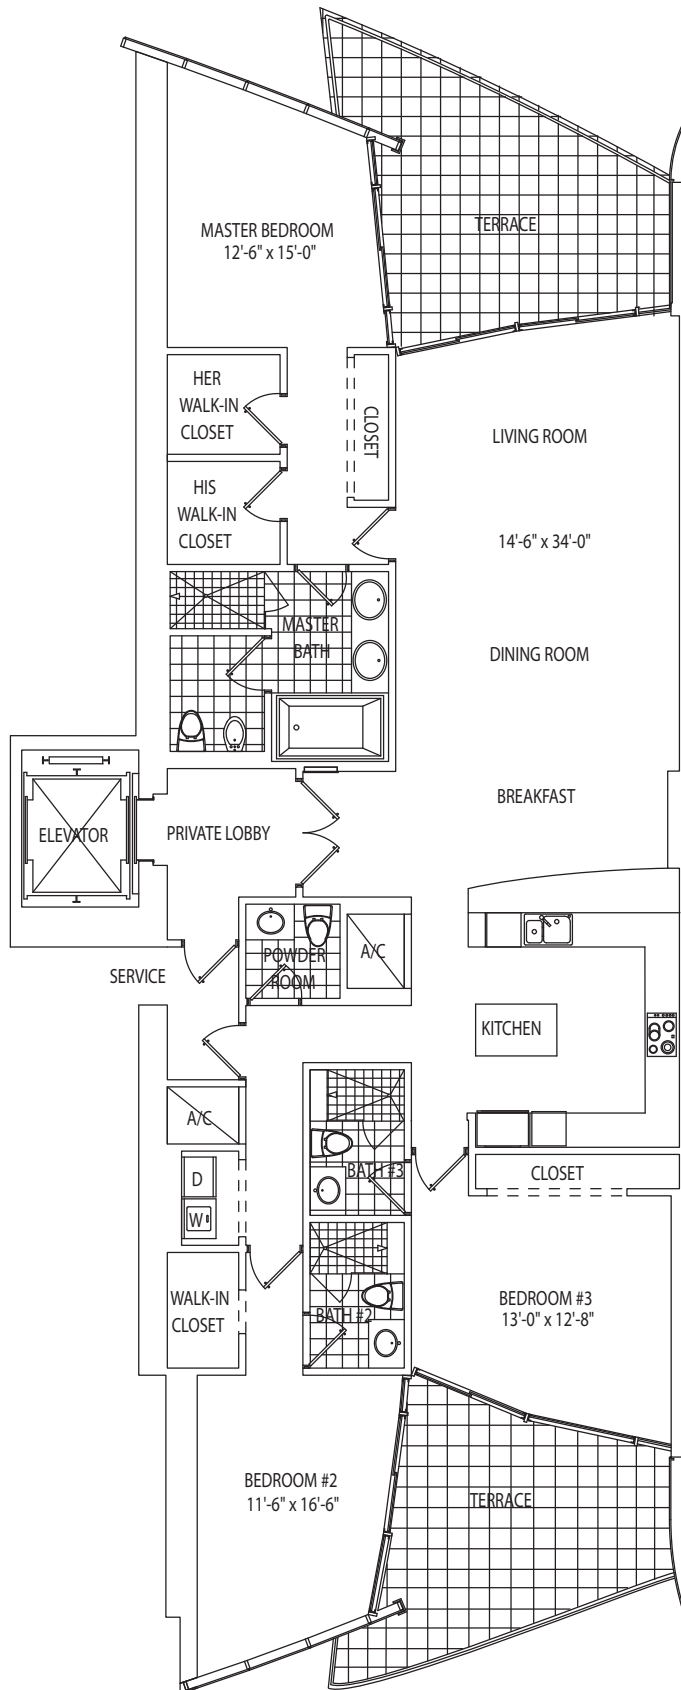 TERRACE
MASTER BEDROOM
12'-6" x 15'-0"
HER
WALK-IN
CLOSET
CLOSET
LIVING ROOM
HIS
WALK-IN
CLOSET
14'-6" x 34'-0"
MASTER
BATH
DINING ROOM
BREAKFAST
ELEVATOR
PRIVATE LOBBY
POWDER
ROOM
A/C
SERVICE
KITCHEN
A/C
BATH #3
CLOSET
D
W
WALK-IN
CLOSET
BATH #2
BEDROOM #3
13'-0" x 12'-8"
BEDROOM #2
11'-6" x 16'-6"
TERRACE